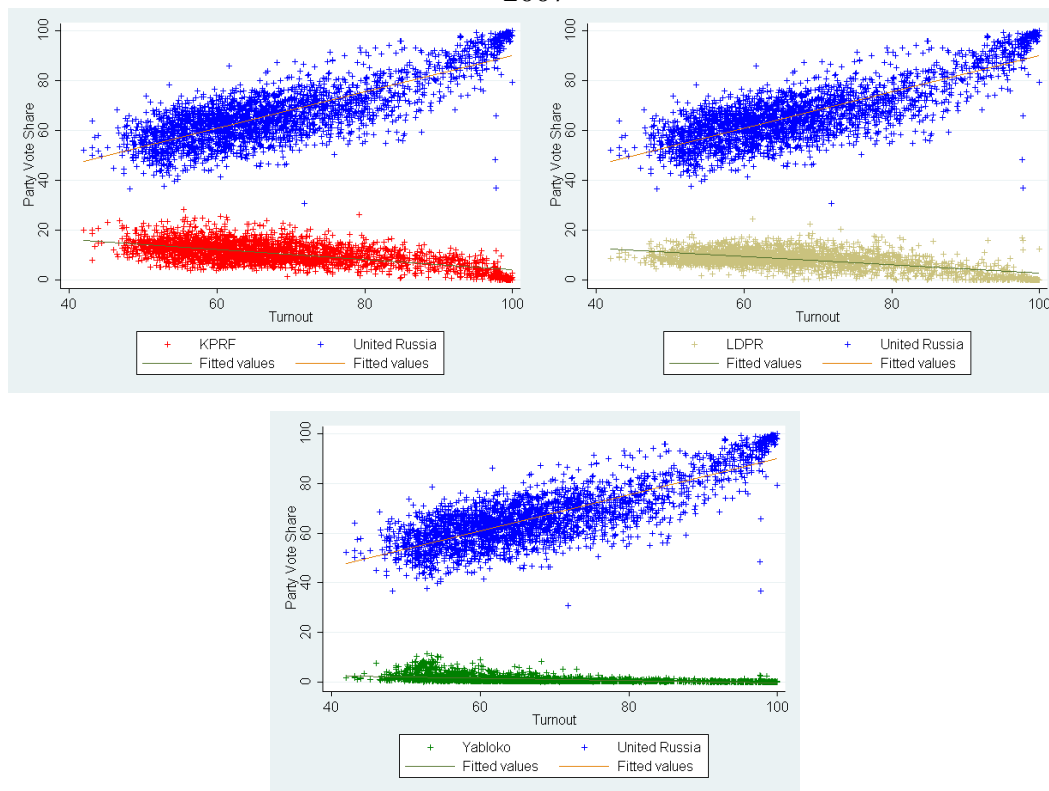 Party Vote Share
0 20 40 60 80 100
40 60 80 100
Turnout
KPRF United Russia
Fitted values Fitted values
Party Vote Share
0 20 40 60 80 100
40 60 80 100
Turnout
LDPR United Russia
Fitted values Fitted values
Party Vote Share
0 20 40 60 80 100
40 60 80 100
Turnout
Yabloko United Russia
Fitted values Fitted values